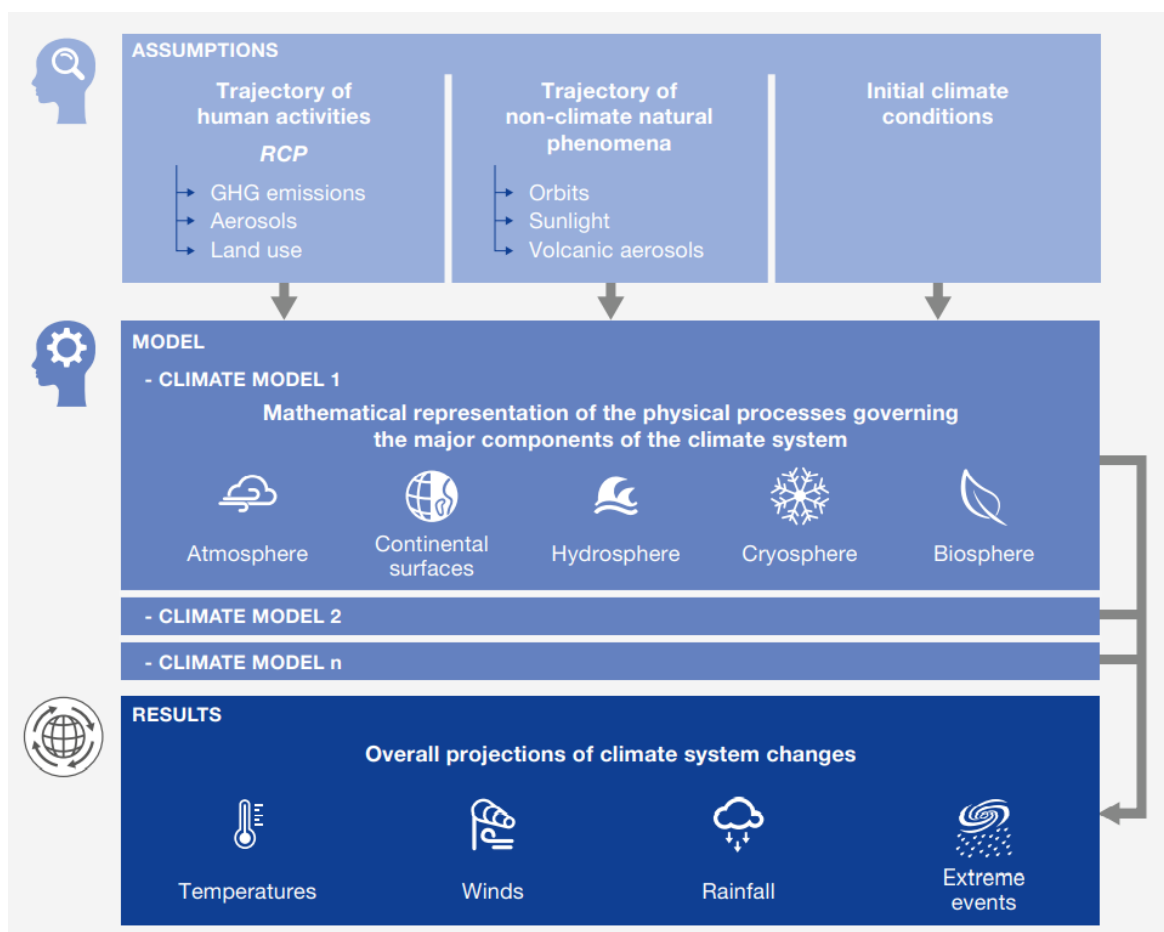 ASSUMPTIONS
Trajectory of
human activities
RCP
GHG emissions
Aerosols
Land use
Trajectory of
non-climate natural
phenomena
Orbits
Sunlight
Volcanic aerosols
Initial climate
conditions
MODEL
- CLIMATE MODEL 1
Mathematical representation of the physical processes governing
the major components of the climate system
Atmosphere
Continental
surfaces
Hydrosphere
Cryosphere
Biosphere
- CLIMATE MODEL 2
- CLIMATE MODEL n
RESULTS
Overall projections of climate system changes
Temperatures
Winds
Rainfall
Extreme
events